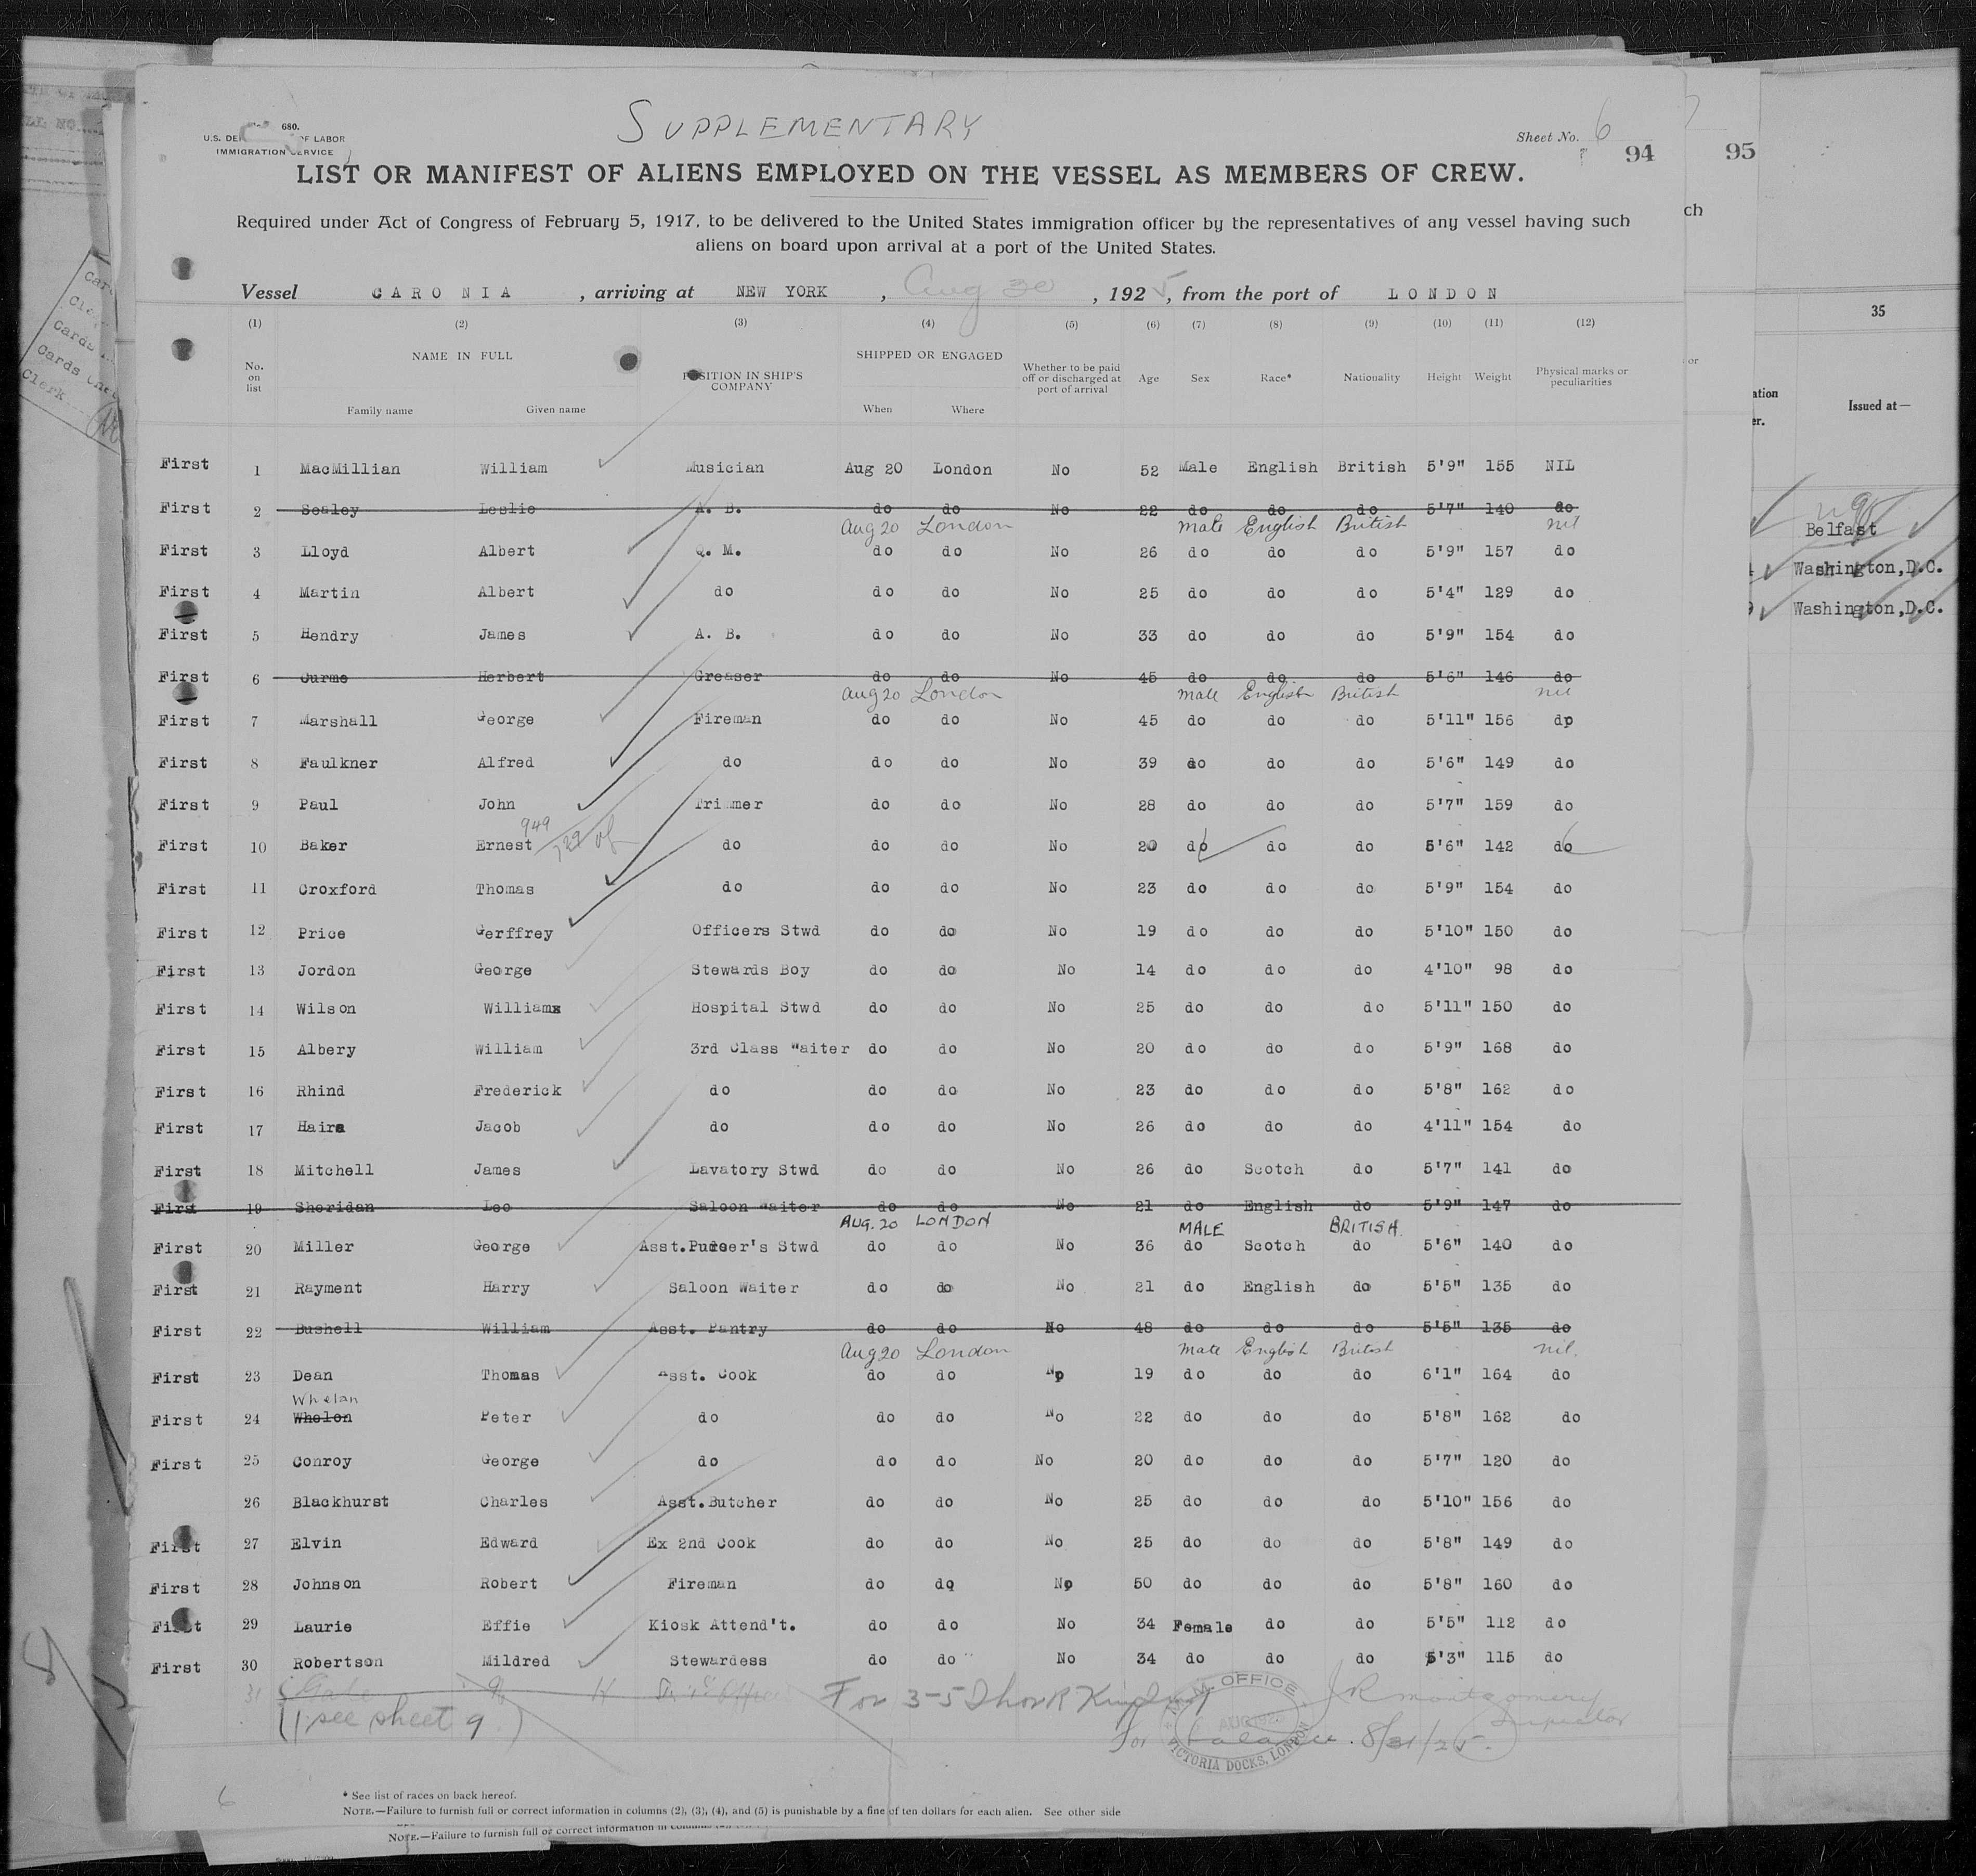 SUPPLEMENTARY
680.
U.S. DE OF LABOR
IMMIGRATION SERVICE
Sheet No. 6
94
95
LIST OR MANIFEST OF ALIENS EMPLOYED ON THE VESSEL AS MEMBERS OF CREW.
Required under Act of Congress of February 5, 1917, to be delivered to the United States immigration officer by the representatives of any vessel having such
aliens on board upon arrival at a port of the United States.
ch
Vessel CARONIA , arriving at NEW YORK , Aug 30 , 1925, from the port of LONDON
(1) (2) (3) (4) (5) (6) (7) (8) (9) (10) (11) (12)
No. on list NAME IN FULL Family name Given name POSITION IN SHIP'S COMPANY SHIPPED OR ENGAGED When Where Whether to be paid off or discharged at port of arrival Age Sex Race* Nationality Height Weight Physical marks or peculiarities
35
Issued at—
First 1 MacMillian William Musician Aug 20 London No 52 Male English British 5'9" 155 NIL
First 2 Sealey Leslie A. B. do do No 22 do do do 5'7" 140 do
Aug 20 London male English British nil
First 3 Lloyd Albert Q. M. do do No 26 do do do 5'9" 157 do
First 4 Martin Albert do do do No 25 do do do 5'4" 129 do
First 5 Hendry James A. B. do do No 33 do do do 5'9" 154 do
First 6 Jurme Herbert Greaser do do No 45 do do do 5'6" 146 do
Aug 20 London male English British nil
First 7 Marshall George Fireman do do No 45 do do do 5'11" 156 do
First 8 Faulkner Alfred do do do No 39 do do do 5'6" 149 do
First 9 Paul John Trimmer do do No 28 do do do 5'7" 159 do
949
First 10 Baker Ernest do do do No 20 do do do 5'6" 142 do
First 11 Croxford Thomas do do do No 23 do do do 5'9" 154 do
First 12 Price Gerffrey Officers Stwd do do No 19 do do do 5'10" 150 do
First 13 Jordon George Stewards Boy do do No 14 do do do 4'10" 98 do
First 14 Wilson Williamx Hospital Stwd do do No 25 do do do 5'11" 150 do
First 15 Albery William 3rd Class Waiter do do No 20 do do do 5'9" 168 do
First 16 Rhind Frederick do do do No 23 do do do 5'8" 162 do
First 17 Haire Jacob do do do No 26 do do do 4'11" 154 do
First 18 Mitchell James Lavatory Stwd do do No 26 do Scotch do 5'7" 141 do
First 19 Sheridan Leo Saloon Waiter do do No 21 do English do 5'9" 147 do
AUG. 20 LONDON MALE BRITISH.
First 20 Miller George Asst.Purser's Stwd do do No 36 do Scotch do 5'6" 140 do
First 21 Rayment Harry Saloon Waiter do do No 21 do English do 5'5" 135 do
First 22 Bushell William Asst. Pantry do do No 48 do do do 5'5" 135 do
Aug 20 London male English British nil.
First 23 Dean Thomas Asst. Cook do do No 19 do do do 6'1" 164 do
Whelan
First 24 Whelon Peter do do do No 22 do do do 5'8" 162 do
First 25 Conroy George do do do No 20 do do do 5'7" 120 do
26 Blackhurst Charles Asst.Butcher do do No 25 do do do 5'10" 156 do
First 27 Elvin Edward Ex 2nd Cook do do No 25 do do do 5'8" 149 do
First 28 Johnson Robert Fireman do do No 50 do do do 5'8" 160 do
First 29 Laurie Effie Kiosk Attend't. do do No 34 Female do do 5'5" 112 do
First 30 Robertson Mildred Stewardess do do No 34 do do do 5'3" 115 do
31
(see sheet 9)
For 3-5
JR Montgomery
Inspector
for balance. 8/31/25.
M.M. OFFICE
AUG 1925
VICTORIA DOCKS, LONDON
Belfast
Washington,D.C.
Washington,D.C.
6
* See list of races on back hereof.
NOTE.—Failure to furnish full or correct information in columns (2), (3), (4), and (5) is punishable by a fine of ten dollars for each alien. See other side
NOTE.—Failure to furnish full or correct information in